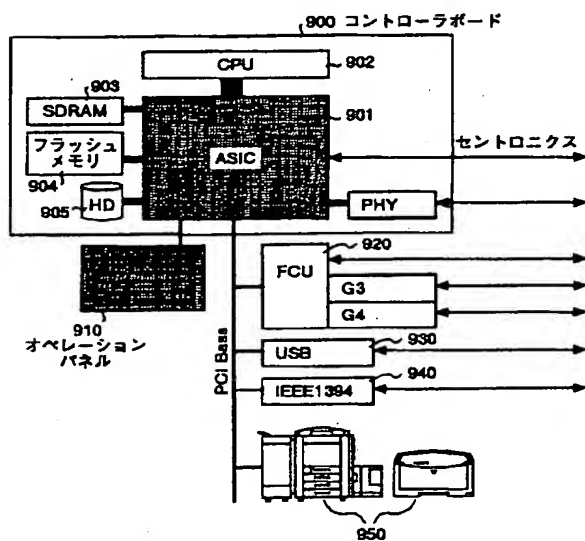 900 コントローラボード
CPU
902
903
SDRAM
901
フラッシュ
メモリ
ASIC
セントロニクス
904
905
HD
PHY
920
FCU
G3
G4
910
オペレーション
パネル
PCI Bass
930
USB
940
IEEE1394
950